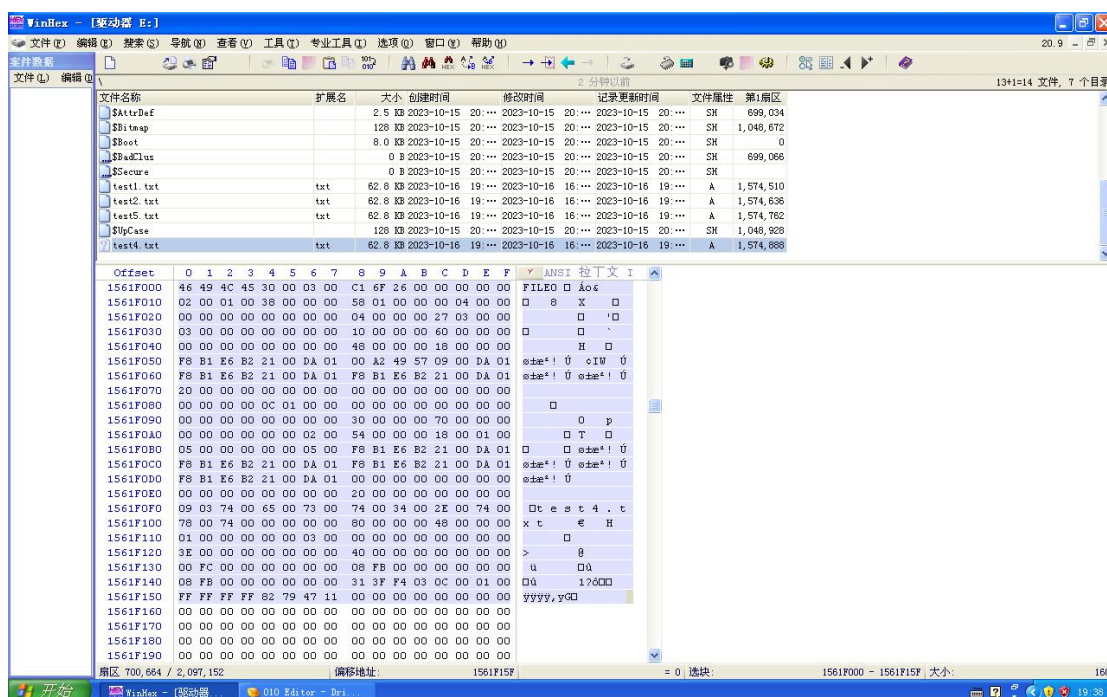 WinHex - [驱动器 E:]
文件(F) 编辑(E) 搜索(S) 导航(N) 查看(V) 工具(T) 专业工具(I) 选项(O) 窗口(W) 帮助(H) 20.9
案件数据
文件(L) 编辑(D
\ 2 分钟以前 13+1=14 文件, 7 个目录
文件名称 扩展名 大小 创建时间 修改时间 记录更新时间 文件属性 第1扇区
$AttrDef 2.5 KB 2023-10-15 20:... 2023-10-15 20:... 2023-10-15 20:... SH 699,034
$Bitmap 128 KB 2023-10-15 20:... 2023-10-15 20:... 2023-10-15 20:... SH 1,048,672
$Boot 8.0 KB 2023-10-15 20:... 2023-10-15 20:... 2023-10-15 20:... SH 0
$BadClus 0 B 2023-10-15 20:... 2023-10-15 20:... 2023-10-15 20:... SH 699,066
$Secure 0 B 2023-10-15 20:... 2023-10-15 20:... 2023-10-15 20:... SH
test1.txt txt 62.8 KB 2023-10-16 19:... 2023-10-16 16:... 2023-10-16 19:... A 1,574,510
test2.txt txt 62.8 KB 2023-10-16 19:... 2023-10-16 16:... 2023-10-16 19:... A 1,574,636
test5.txt txt 62.8 KB 2023-10-16 19:... 2023-10-16 16:... 2023-10-16 19:... A 1,574,762
$UpCase 128 KB 2023-10-15 20:... 2023-10-15 20:... 2023-10-15 20:... SH 1,048,928
test4.txt txt 62.8 KB 2023-10-16 19:... 2023-10-16 16:... 2023-10-16 19:... A 1,574,888
Offset 0 1 2 3 4 5 6 7 8 9 A B C D E F ANSI 拉丁文 I
1561F000 46 49 4C 45 30 00 03 00 C1 6F 26 00 00 00 00 00 FILE0 Áo&
1561F010 02 00 01 00 38 00 00 00 58 01 00 00 00 04 00 00 8 X
1561F020 00 00 00 00 00 00 00 00 04 00 00 00 27 03 00 00 '
1561F030 03 00 00 00 00 00 00 00 10 00 00 00 60 00 00 00 `
1561F040 00 00 00 00 00 00 00 00 48 00 00 00 18 00 00 00 H
1561F050 F8 B1 E6 B2 21 00 DA 01 00 A2 49 57 09 00 DA 01 ø±æ²! Ú ¢IW Ú
1561F060 F8 B1 E6 B2 21 00 DA 01 F8 B1 E6 B2 21 00 DA 01 ø±æ²! Ú ø±æ²! Ú
1561F070 20 00 00 00 00 00 00 00 00 00 00 00 00 00 00 00
1561F080 00 00 00 00 0C 01 00 00 00 00 00 00 00 00 00 00
1561F090 00 00 00 00 00 00 00 00 30 00 00 00 70 00 00 00 0 p
1561F0A0 00 00 00 00 00 00 02 00 54 00 00 00 18 00 01 00 T
1561F0B0 05 00 00 00 00 00 05 00 F8 B1 E6 B2 21 00 DA 01 ø±æ²! Ú
1561F0C0 F8 B1 E6 B2 21 00 DA 01 F8 B1 E6 B2 21 00 DA 01 ø±æ²! Ú ø±æ²! Ú
1561F0D0 F8 B1 E6 B2 21 00 DA 01 00 00 00 00 00 00 00 00 ø±æ²! Ú
1561F0E0 00 00 00 00 00 00 00 00 20 00 00 00 00 00 00 00
1561F0F0 09 03 74 00 65 00 73 00 74 00 34 00 2E 00 74 00 t e s t 4 . t
1561F100 78 00 74 00 00 00 00 00 80 00 00 00 48 00 00 00 x t € H
1561F110 01 00 00 00 00 00 03 00 00 00 00 00 00 00 00 00
1561F120 3E 00 00 00 00 00 00 00 40 00 00 00 00 00 00 00 > @
1561F130 00 FC 00 00 00 00 00 00 08 FB 00 00 00 00 00 00 ü û
1561F140 08 FB 00 00 00 00 00 00 31 3F F4 03 0C 00 01 00 û 1?ô
1561F150 FF FF FF FF 82 79 47 11 00 00 00 00 00 00 00 00 ÿÿÿÿ‚yG
1561F160 00 00 00 00 00 00 00 00 00 00 00 00 00 00 00 00
1561F170 00 00 00 00 00 00 00 00 00 00 00 00 00 00 00 00
1561F180 00 00 00 00 00 00 00 00 00 00 00 00 00 00 00 00
1561F190 00 00 00 00 00 00 00 00 00 00 00 00 00 00 00 00
扇区 700,664 / 2,097,152 偏移地址: 1561F15F = 0 选块: 1561F000 - 1561F15F 大小: 160
开始 WinHex - [驱动器... 010 Editor - Dri... 19:38